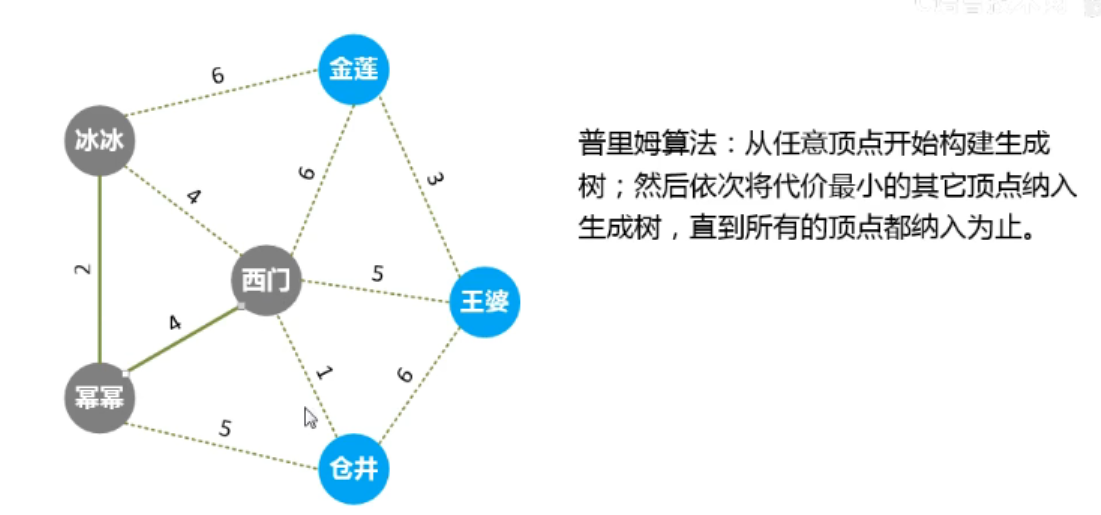 金莲
6
冰冰
6
4
3
西门
5
2
王婆
4
1
6
幂幂
5
仓井
普里姆算法：从任意顶点开始构建生成
树；然后依次将代价最小的其它顶点纳入
生成树，直到所有的顶点都纳入为止。